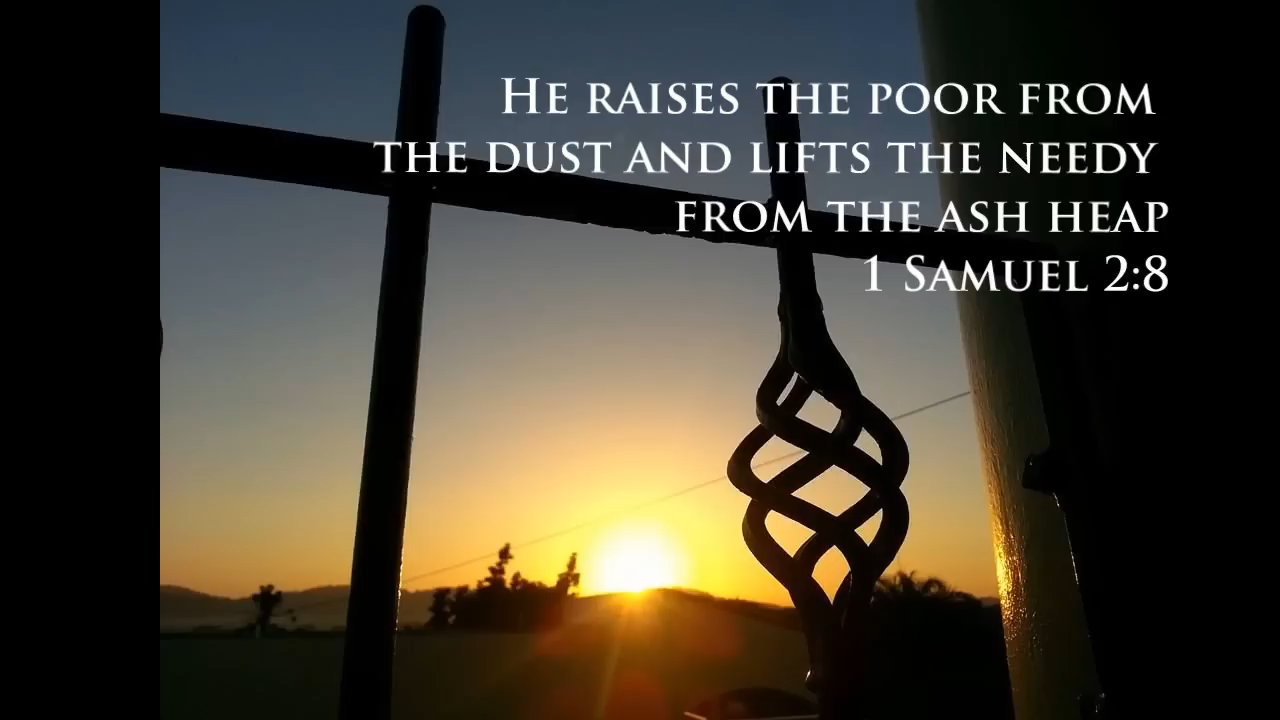 He raises the poor from
the dust and lifts the needy
from the ash heap
1 Samuel 2:8